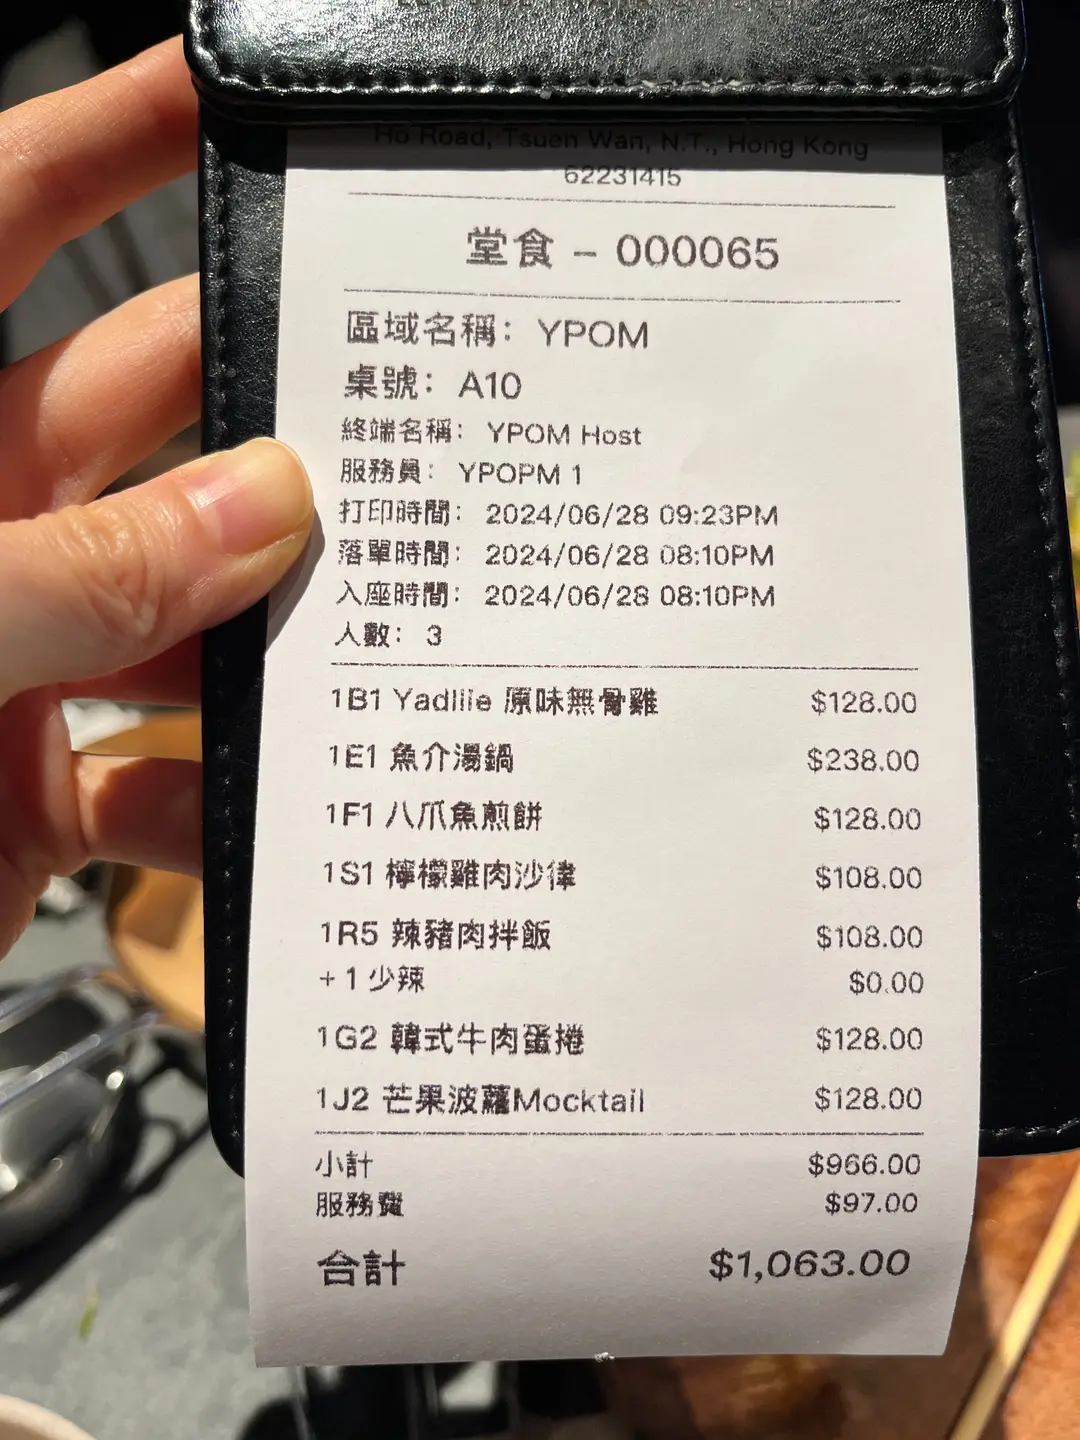 Ho Road, Tsuen Wan, N.T., Hong Kong
62231415
堂食 – 000065
區域名稱： YPOM
桌號： A10
終端名稱： YPOM Host
服務員： YPOPM 1
打印時間： 2024/06/28 09:23PM
落單時間： 2024/06/28 08:10PM
入座時間： 2024/06/28 08:10PM
人數： 3
1B1 Yadllie 原味無骨雞 $128.00
1E1 魚介湯鍋 $238.00
1F1 八爪魚煎餅 $128.00
1S1 檸檬雞肉沙律 $108.00
1R5 辣豬肉拌飯 $108.00
+ 1 少辣 $0.00
1G2 韓式牛肉蛋捲 $128.00
1J2 芒果波蘿Mocktail $128.00
小計 $966.00
服務費 $97.00
合計 $1,063.00